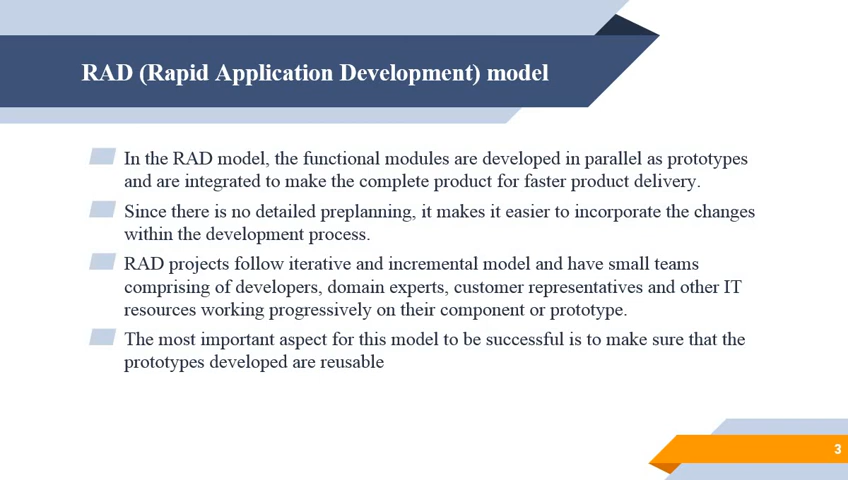 RAD (Rapid Application Development) model
In the RAD model, the functional modules are developed in parallel as prototypes
and are integrated to make the complete product for faster product delivery.
Since there is no detailed preplanning, it makes it easier to incorporate the changes
within the development process.
RAD projects follow iterative and incremental model and have small teams
comprising of developers, domain experts, customer representatives and other IT
resources working progressively on their component or prototype.
The most important aspect for this model to be successful is to make sure that the
prototypes developed are reusable
3